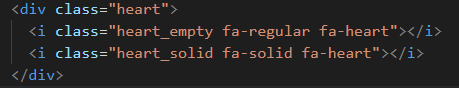 <div class="heart">
<i class="heart_empty fa-regular fa-heart"></i>
<i class="heart_solid fa-solid fa-heart"></i>
</div>